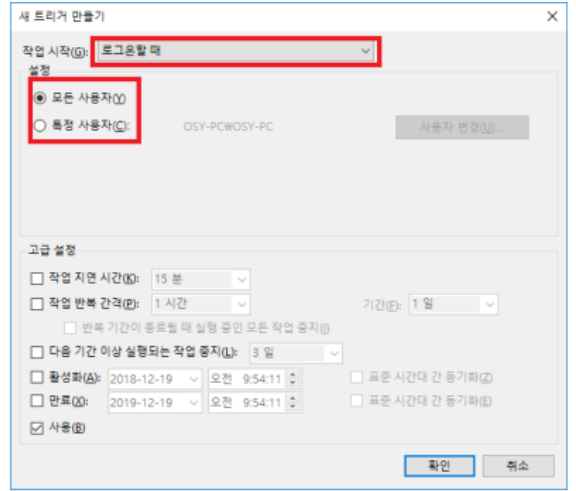 새 트리거 만들기
작업 시작(G): 로그온할 때
설정
모든 사용자(Y)
특정 사용자(C): OSY-PC₩OSY-PC 사용자 변경(U)...
고급 설정
작업 지연 시간(K): 15 분
작업 반복 간격(P): 1 시간 기간(F): 1 일
반복 기간이 종료될 때 실행 중인 모든 작업 중지(I)
다음 기간 이상 실행되는 작업 중지(L): 3 일
활성화(A): 2018-12-19 오전 9:54:11 표준 시간대 간 동기화(Z)
만료(X): 2019-12-19 오전 9:54:11 표준 시간대 간 동기화(E)
사용(B)
확인 취소